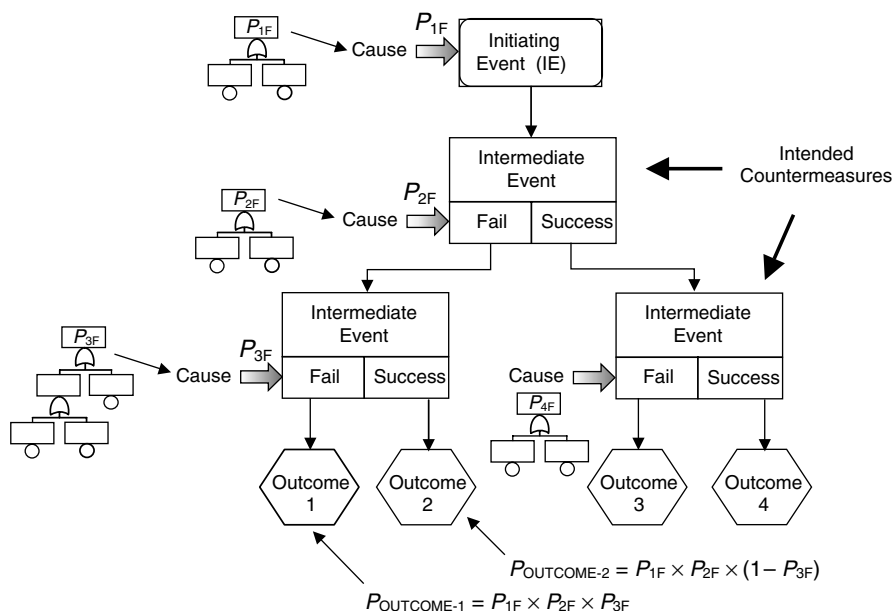 P1F
Cause
P1F
Initiating
Event (IE)
Intermediate
Event
Intended
Countermeasures
P2F
Cause
P2F
Fail
Success
Intermediate
Event
Intermediate
Event
P3F
Cause
P3F
Fail
Success
Cause
Fail
Success
P4F
Outcome
1
Outcome
2
Outcome
3
Outcome
4
POUTCOME-2 = P1F × P2F × (1– P3F)
POUTCOME-1 = P1F × P2F × P3F